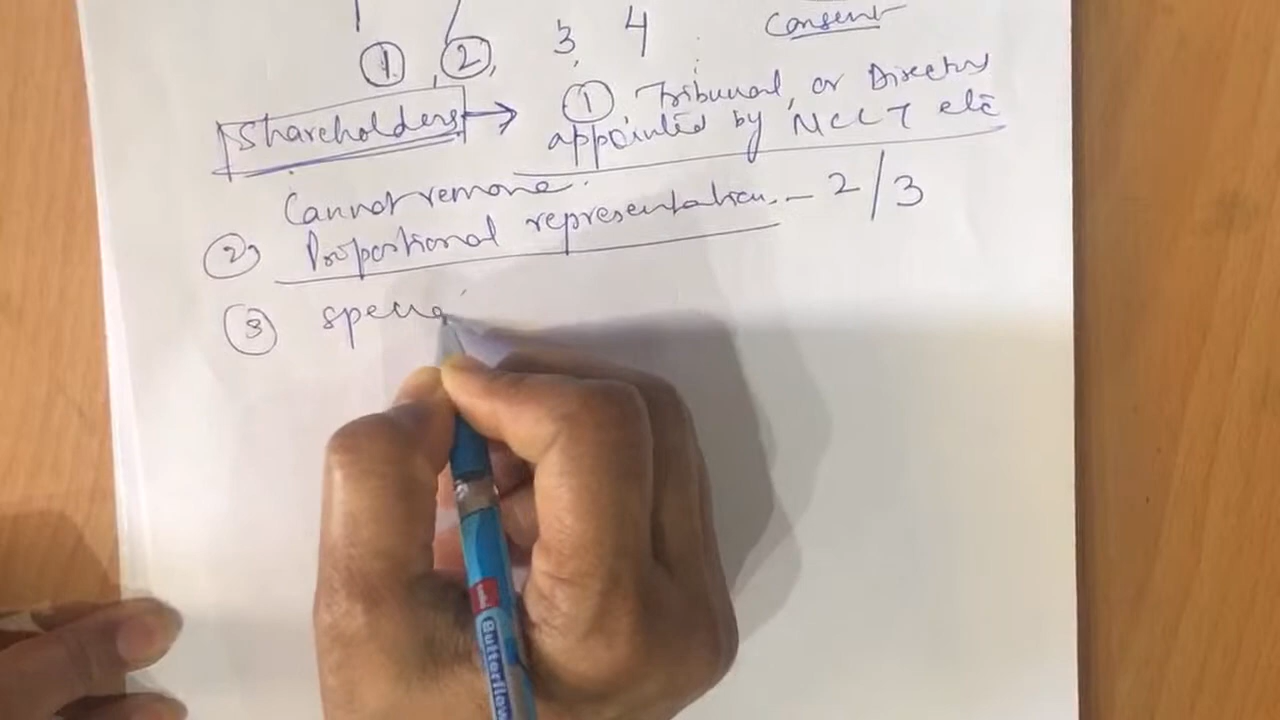 Consent
① ②, 3, 4
Shareholders → ① Tribunal, or Directors
appointed by NCLT etc
Cannot remove.
② Proportional representation. – 2/3
③ specia
Butterflow